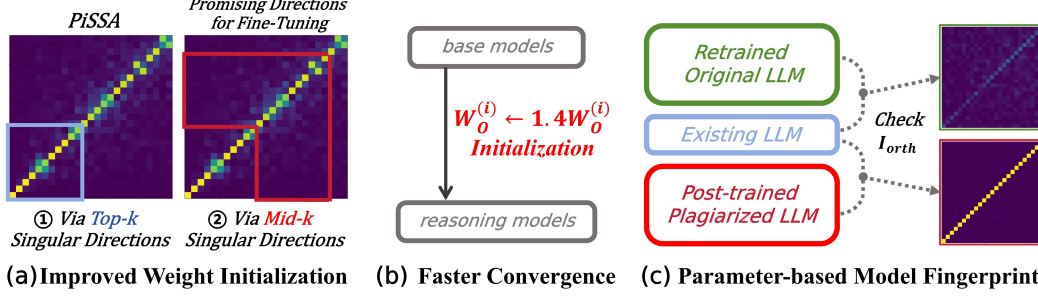 PiSSA
Promising Directions
for Fine-Tuning
① Via Top-k
Singular Directions
② Via Mid-k
Singular Directions
(a) Improved Weight Initialization
base models
W_O^{(i)} ← 1.4W_O^{(i)}
Initialization
reasoning models
(b) Faster Convergence
Retrained
Original LLM
Existing LLM
Post-trained
Plagiarized LLM
Check
I_orth
(c) Parameter-based Model Fingerprint